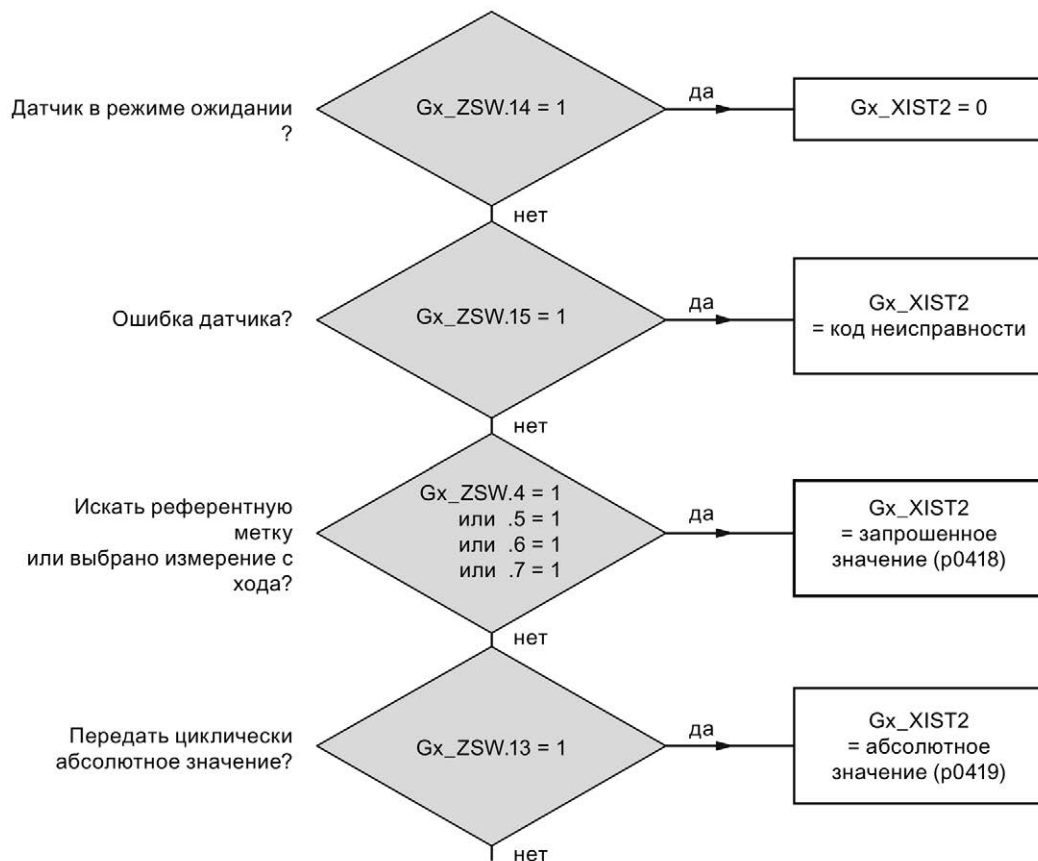 Датчик в режиме ожидании
?
Gx_ZSW.14 = 1
да
Gx_XIST2 = 0
нет
Ошибка датчика?
Gx_ZSW.15 = 1
да
Gx_XIST2
= код неисправности
нет
Искать референтную
метку
или выбрано измерение с
хода?
Gx_ZSW.4 = 1
или .5 = 1
или .6 = 1
или .7 = 1
да
Gx_XIST2
= запрошенное
значение (p0418)
нет
Передать циклически
абсолютное значение?
Gx_ZSW.13 = 1
да
Gx_XIST2
= абсолютное
значение (p0419)
нет